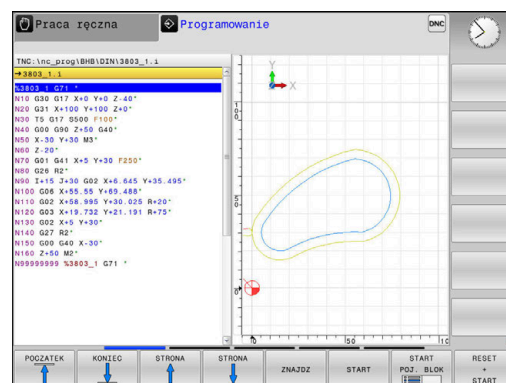 Praca ręczna
Programowanie
DNC
TNC:\nc_prog\BHB\DIN\3803_1.i
→3803_1.i
%3803_1 G71 *
N10 G30 G17 X+0 Y+0 Z-40*
N20 G31 X+100 Y+100 Z+0*
N30 T5 G17 S500 F100*
N40 G00 G90 Z+50 G40*
N50 X-30 Y+30 M3*
N60 Z-20*
N70 G01 G41 X+5 Y+30 F250*
N80 G26 R2*
N90 I+15 J+30 G02 X+6.645 Y+35.495*
N100 G06 X+55.55 Y+69.488*
N110 G02 X+58.995 Y+30.025 R+20*
N120 G03 X+19.732 Y+21.191 R+75*
N130 G02 X+5 Y+30*
N140 G27 R2*
N150 G00 G40 X-30*
N160 Z+50 M2*
N99999999 %3803_1 G71 *
Y
X
100
50
0
0
50
POCZATEK
KONIEC
STRONA
STRONA
ZNAJDZ
START
START
POJ. BLOK
RESET
+
START